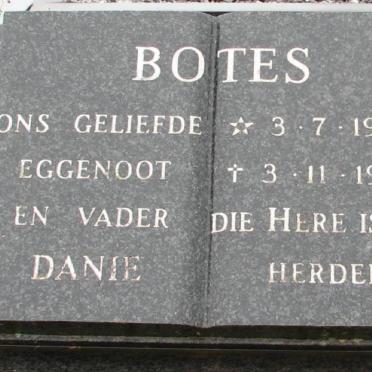 BOTES
ONS GELIEFDE
EGGENOOT
EN VADER
DANIE
☆ 3·7·19
✝ 3·11·19
DIE HERE IS
HERDER